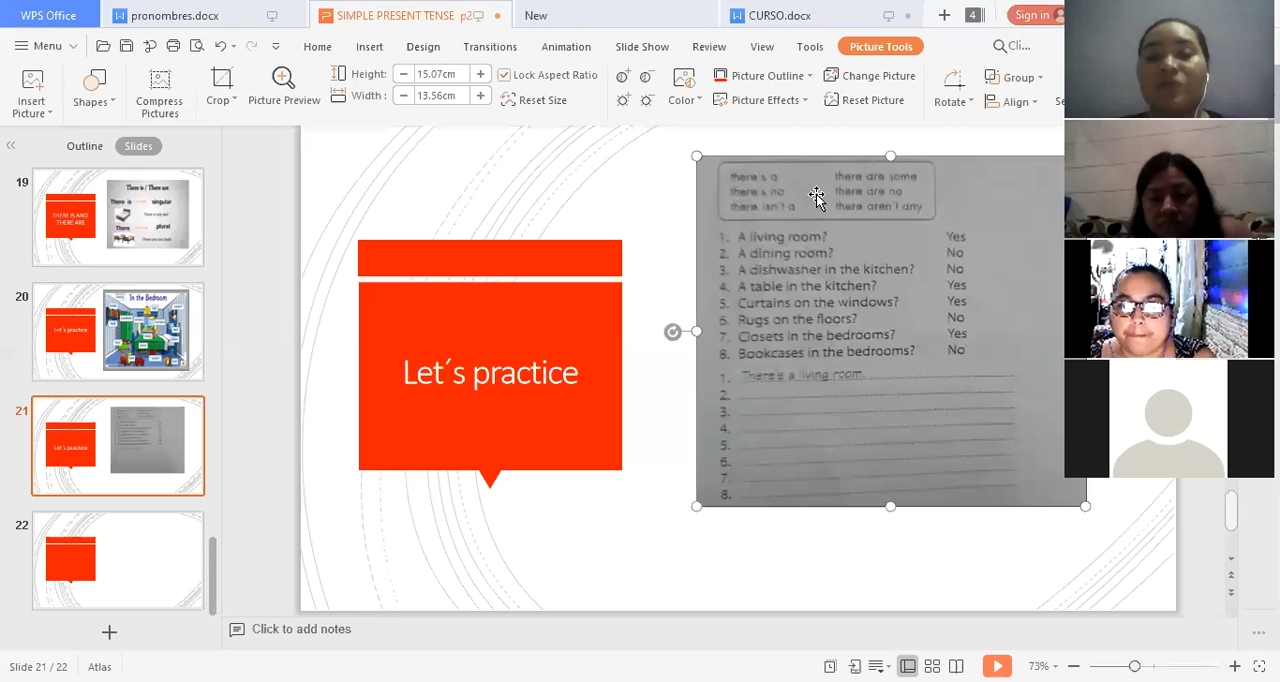 WPS Office
pronombres.docx
SIMPLE PRESENT TENSE p2
New
CURSO.docx
4
Sign in
Menu
Home
Insert
Design
Transitions
Animation
Slide Show
Review
View
Tools
Picture Tools
Cli...
Insert Picture
Shapes
Compress Pictures
Crop
Picture Preview
Height: 15.07cm
Width : 13.56cm
Lock Aspect Ratio
Reset Size
Color
Picture Outline
Picture Effects
Change Picture
Reset Picture
Rotate
Group
Align
Outline
Slides
19
THERE IS AND THERE ARE
There is / There are
There is
singular
There are
plural
20
Let´s practice
In the Bedroom
21
Let´s practice
22
Let´s practice
there's a there are some
there's no there are no
there isn't a there aren't any
1. A living room? Yes
2. A dining room? No
3. A dishwasher in the kitchen? No
4. A table in the kitchen? Yes
5. Curtains on the windows? Yes
6. Rugs on the floors? No
7. Closets in the bedrooms? Yes
8. Bookcases in the bedrooms? No
1. There's a living room.
2.
3.
4.
5.
6.
7.
8.
Click to add notes
Slide 21 / 22
Atlas
73%